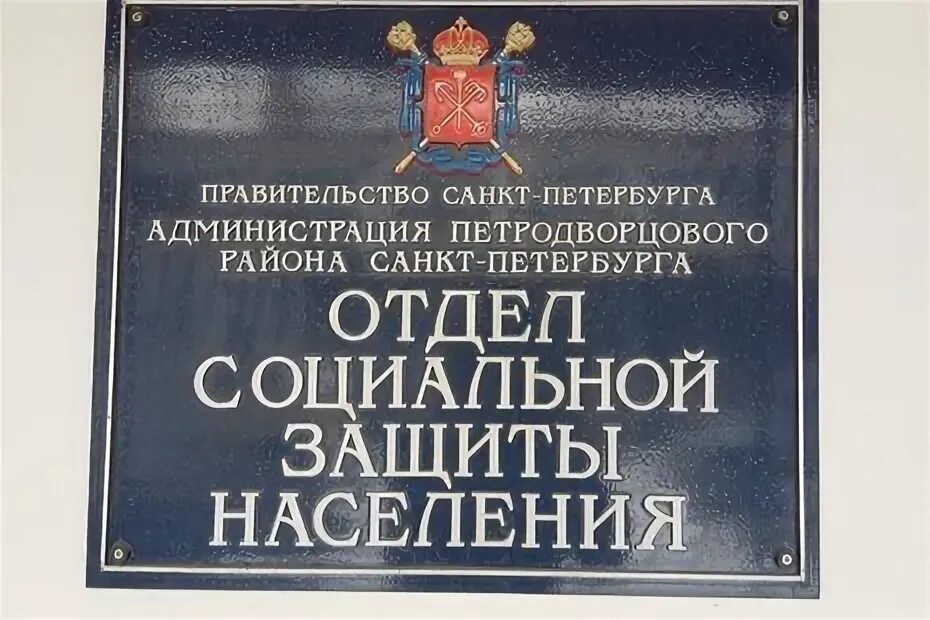 ПРАВИТЕЛЬСТВО САНКТ-ПЕТЕРБУРГА
АДМИНИСТРАЦИЯ ПЕТРОДВОРЦОВОГО
РАЙОНА САНКТ-ПЕТЕРБУРГА
ОТДЕЛ
СОЦИАЛЬНОЙ
ЗАЩИТЫ
НАСЕЛЕНИЯ